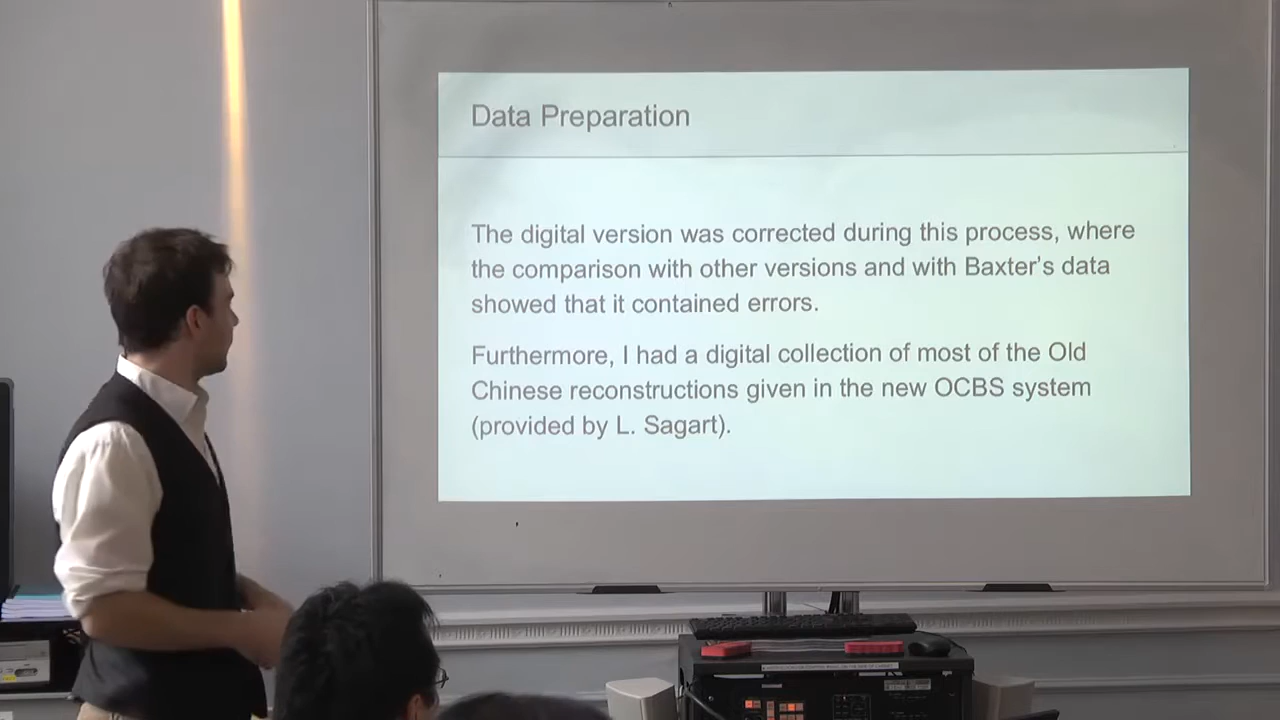 Data Preparation
The digital version was corrected during this process, where
the comparison with other versions and with Baxter's data
showed that it contained errors.
Furthermore, I had a digital collection of most of the Old
Chinese reconstructions given in the new OCBS system
(provided by L. Sagart).